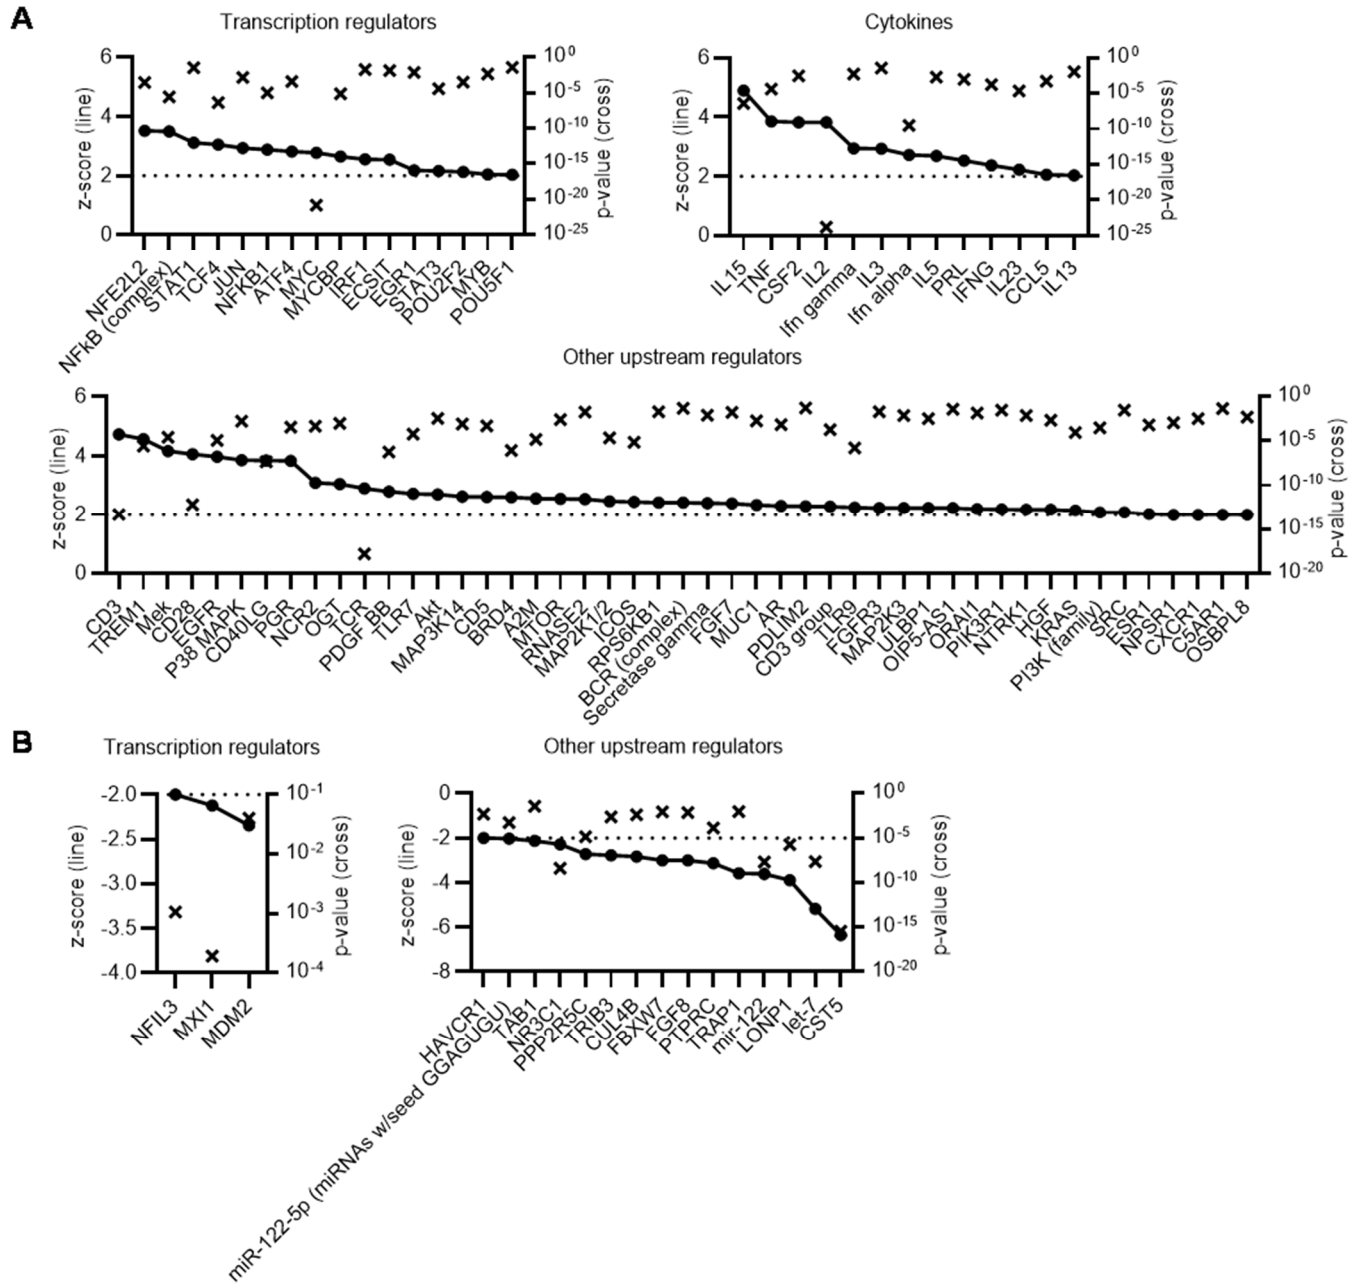 A
Transcription regulators
Cytokines
6
4
2
0
z-score (line)
10^0
10^-5
10^-10
10^-15
10^-20
10^-25
p-value (cross)
NFE2L2
NFkB (complex)
STAT1
TCF4
JUN
NFKB1
ATF4
MYC
MYCBP
IRF1
ECSIT
EGR1
STAT3
POU2F2
MYB
POU5F1
6
4
2
0
z-score (line)
10^0
10^-5
10^-10
10^-15
10^-20
10^-25
p-value (cross)
IL15
TNF
CSF2
IL2
Ifn gamma
IL3
Ifn alpha
IL5
PRL
IFNG
IL23
CCL5
IL13
Other upstream regulators
6
4
2
0
z-score (line)
10^0
10^-5
10^-10
10^-15
10^-20
p-value (cross)
CD3
TREM1
Mek
CD28
EGFR
P38 MAPK
CD40LG
PGR
NCR2
OGT
TCR
PDGF BB
TLR7
Akt
MAP3K14
CD5
BRD4
A2M
MTOR
RNASE2
MAP2K1/2
ICOS
RPS6KB1
BCR (complex)
Secretase gamma
FGF7
MUC1
AR
PDLIM2
CD3 group
TLR9
FGFR3
MAP2K3
ULBP1
OIP5-AS1
ORAI1
PIK3R1
NTRK1
HGF
KRAS
PI3K (family)
SRC
ESR1
NPSR1
CXCR1
C5AR1
OSBPL8
B
Transcription regulators
Other upstream regulators
-2.0
-2.5
-3.0
-3.5
-4.0
z-score (line)
10^-1
10^-2
10^-3
10^-4
p-value (cross)
NFIL3
MXI1
MDM2
0
-2
-4
-6
-8
z-score (line)
10^0
10^-5
10^-10
10^-15
10^-20
p-value (cross)
HAVCR1
miR-122-5p (miRNAs w/seed GGAGUGU)
TAB1
NR3C1
PPP2R5C
TRIB3
CUL4B
FBXW7
FGF8
PTPRC
TRAP1
mir-122
LONP1
let-7
CST5